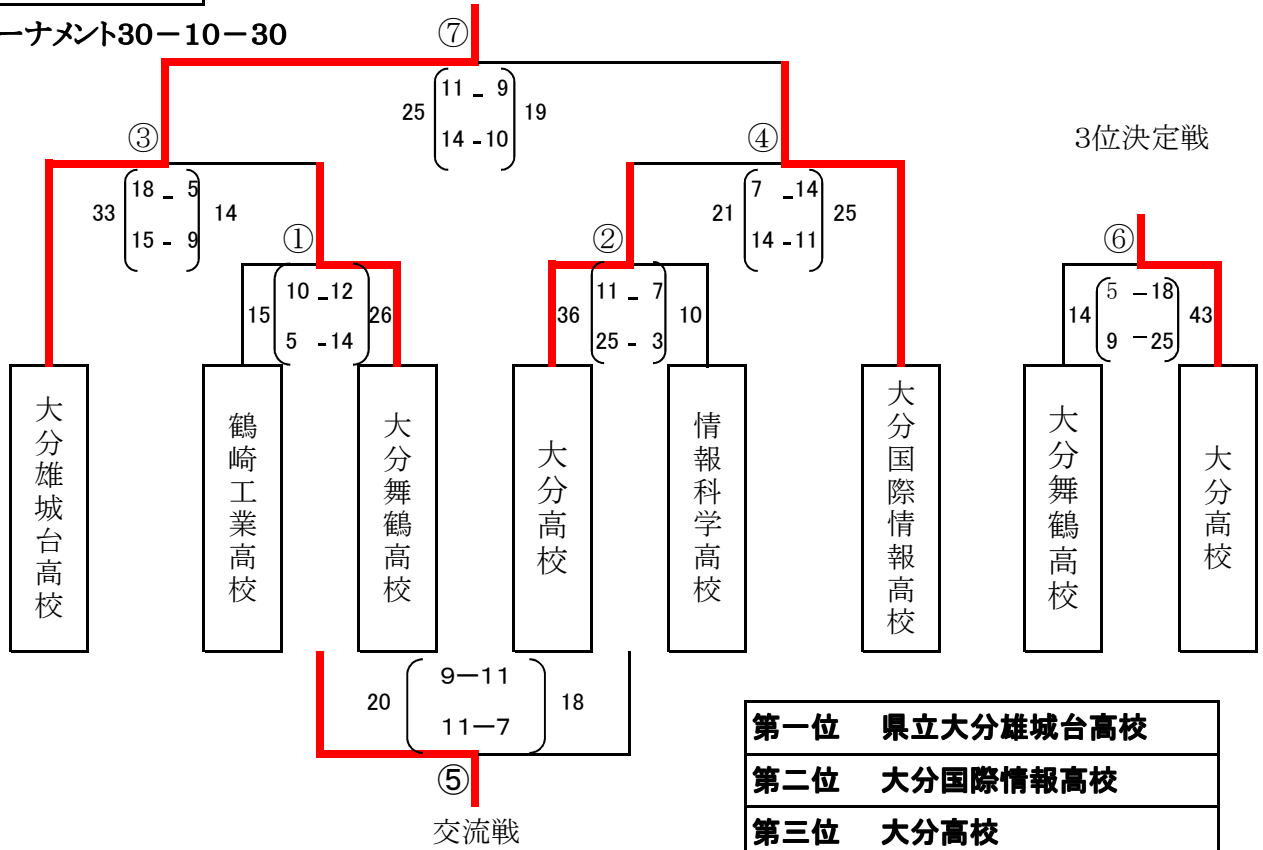 ーナメント30－10－30
⑦
25 11 - 9 19
14 - 10
③
④
3位決定戦
33 18 - 5 14
15 - 9
21 7 - 14 25
14 - 11
①
②
⑥
15 10 - 12 26
5 - 14
36 11 - 7 10
25 - 3
14 5 － 18 43
9 － 25
大分雄城台高校
鶴崎工業高校
大分舞鶴高校
大分高校
情報科学高校
大分国際情報高校
大分舞鶴高校
大分高校
20 9－11 18
11－7
⑤
交流戦
第一位 県立大分雄城台高校
第二位 大分国際情報高校
第三位 大分高校